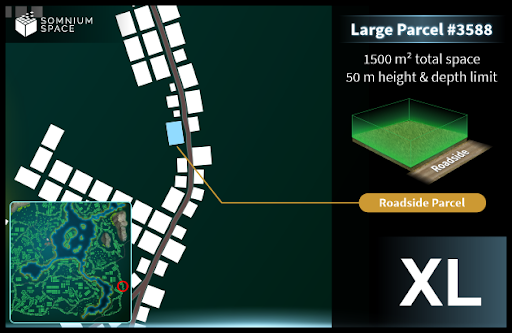 SOMNIUM
SPACE
Large Parcel #3588
1500 m² total space
50 m height & depth limit
Roadside
Roadside Parcel
XL